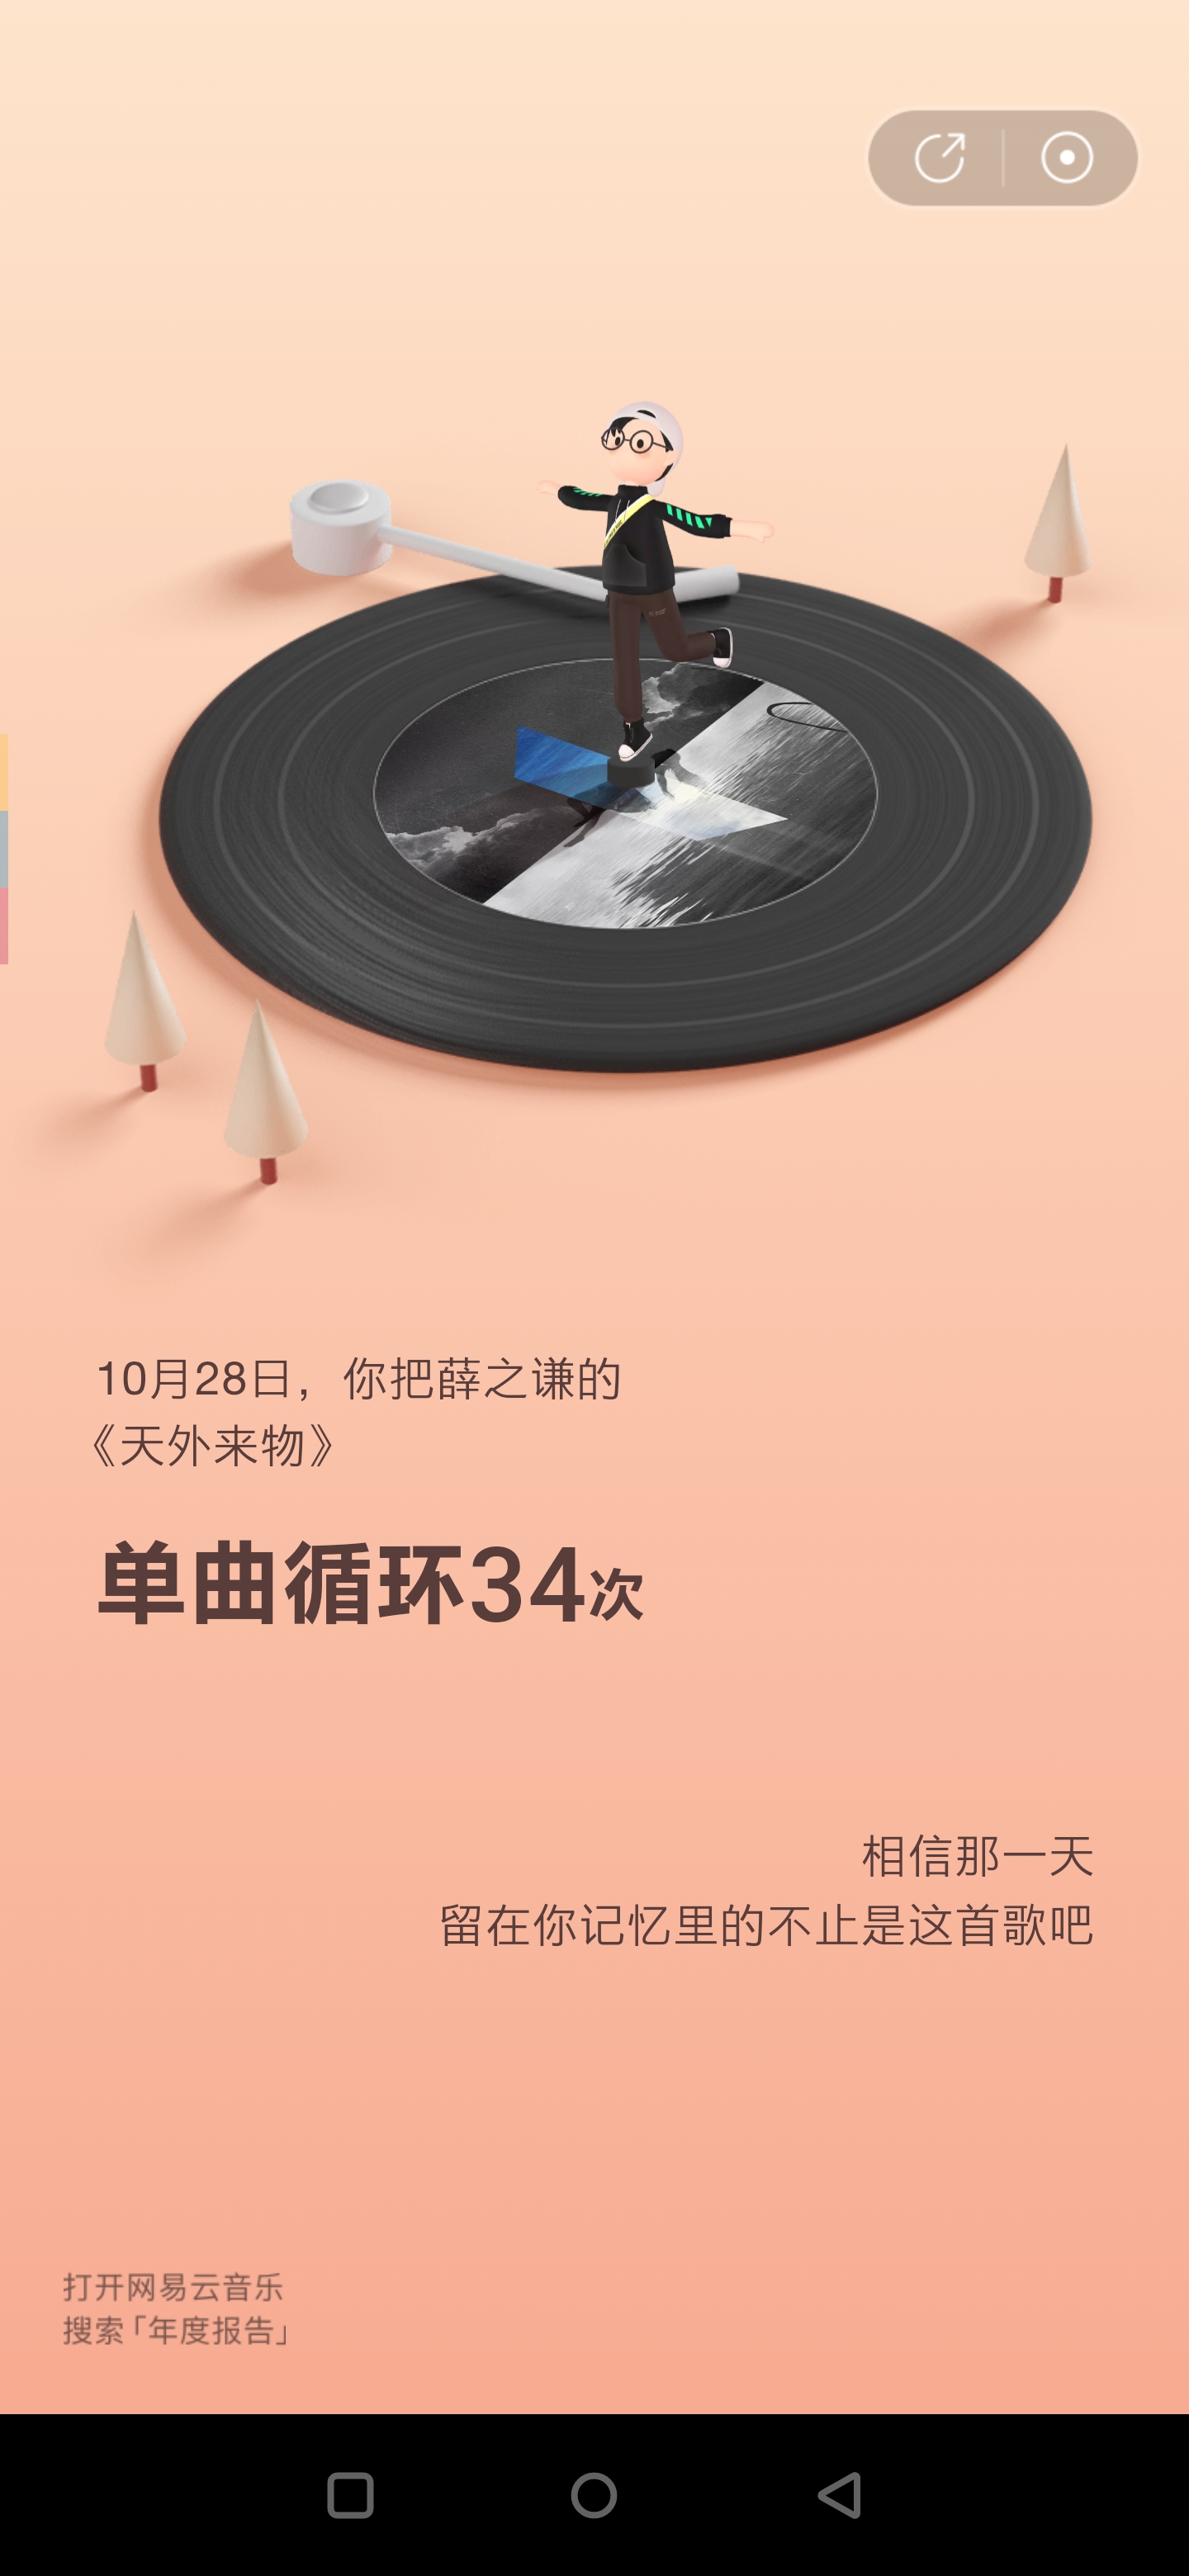 10月28日，你把薛之谦的
《天外来物》
单曲循环34次
相信那一天
留在你记忆里的不止是这首歌吧
打开网易云音乐
搜索「年度报告」